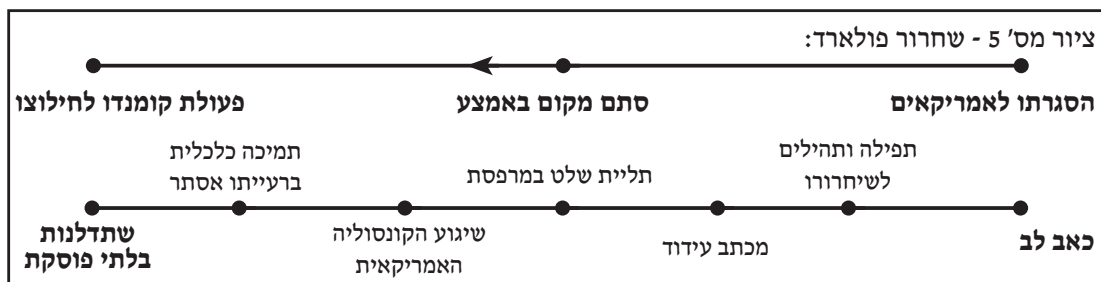 ציור מס' 5 - שחרור פולארד:
הסגרתו לאמריקאים
סתם מקום באמצע
פעולת קומנדו לחילוצו
תפילה ותהילים
לשיחרורו
תליית שלט במרפסת
תמיכה כלכלית
ברעייתו אסתר
כאב לב
מכתב עידוד
שיגוע הקונסוליה
האמריקאית
שתדלנות
בלתי פוסקת